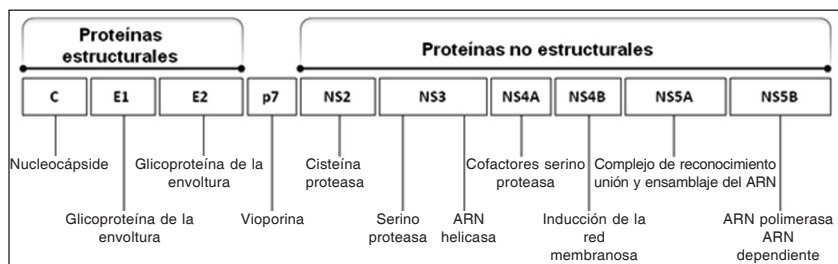 Proteínas
estructurales
Proteínas no estructurales
C E1 E2 p7 NS2 NS3 NS4A NS4B NS5A NS5B
Nucleocápside
Glicoproteína de la
envoltura
Glicoproteína de la
envoltura
Vioporina
Cisteína
proteasa
Serino
proteasa
ARN
helicasa
Cofactores serino
proteasa
Inducción de la
red
membranosa
Complejo de reconocimiento
unión y ensamblaje del ARN
ARN polimerasa
ARN
dependiente